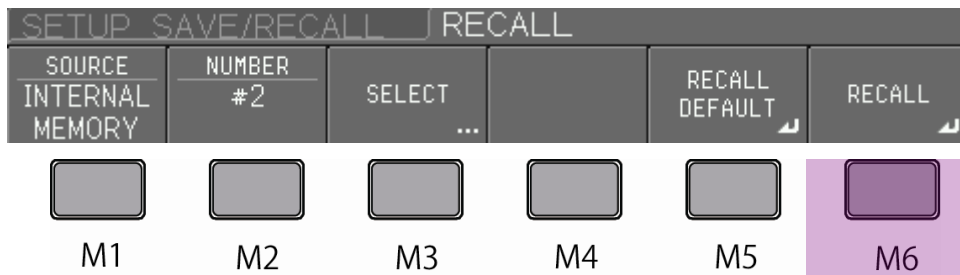 SETUP SAVE/RECALL RECALL
SOURCE
INTERNAL
MEMORY
NUMBER
#2
SELECT
...
RECALL
DEFAULT
RECALL
M1 M2 M3 M4 M5 M6